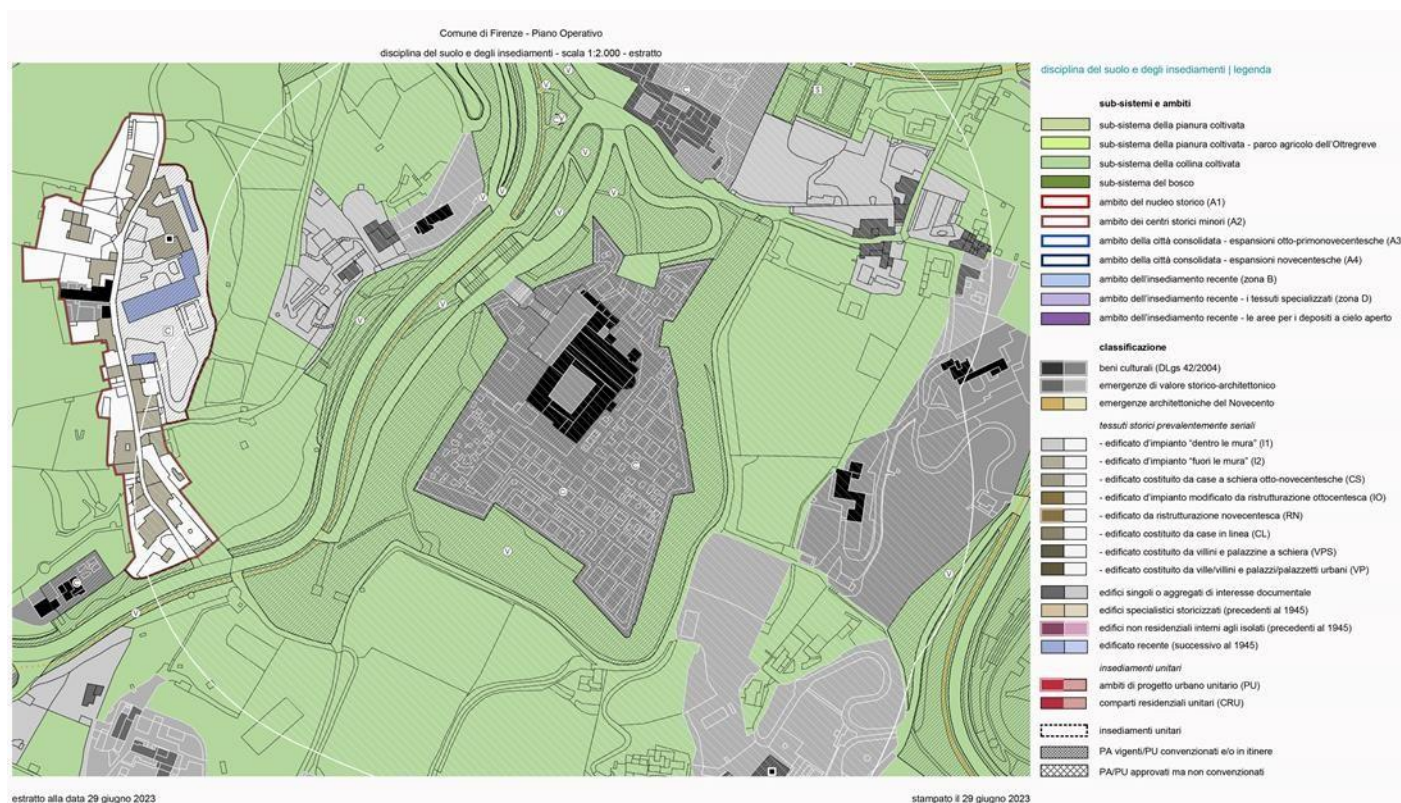 Comune di Firenze - Piano Operativo
disciplina del suolo e degli insediamenti - scala 1:2.000 - estratto
disciplina del suolo e degli insediamenti | legenda
sub-sistemi e ambiti
sub-sistema della pianura coltivata
sub-sistema della pianura coltivata - parco agricolo dell'Oltregreve
sub-sistema della collina coltivata
sub-sistema del bosco
ambito del nucleo storico (A1)
ambito dei centri storici minori (A2)
ambito della città consolidata - espansioni otto-primonovecentesche (A3
ambito della città consolidata - espansioni novecentesche (A4)
ambito dell'insediamento recente (zona B)
ambito dell'insediamento recente - i tessuti specializzati (zona D)
ambito dell'insediamento recente - le aree per i depositi a cielo aperto
classificazione
beni culturali (DLgs 42/2004)
emergenze di valore storico-architettonico
emergenze architettoniche del Novecento
tessuti storici prevalentemente seriali
- edificato d'impianto "dentro le mura" (I1)
- edificato d'impianto "fuori le mura" (I2)
- edificato costituito da case a schiera otto-novecentesche (CS)
- edificato d'impianto modificato da ristrutturazione ottocentesca (IO)
- edificato da ristrutturazione novecentesca (RN)
- edificato costituito da case in linea (CL)
- edificato costituito da villini e palazzine a schiera (VPS)
- edificato costituito da ville/villini e palazzi/palazzetti urbani (VP)
edifici singoli o aggregati di interesse documentale
edifici specialistici storicizzati (precedenti al 1945)
edifici non residenziali interni agli isolati (precedenti al 1945)
edificato recente (successivo al 1945)
insediamenti unitari
ambiti di progetto urbano unitario (PU)
comparti residenziali unitari (CRU)
insediamenti unitari
PA vigenti/PU convenzionati e/o in itinere
PA/PU approvati ma non convenzionati
estratto alla data 29 giugno 2023
stampato il 29 giugno 2023